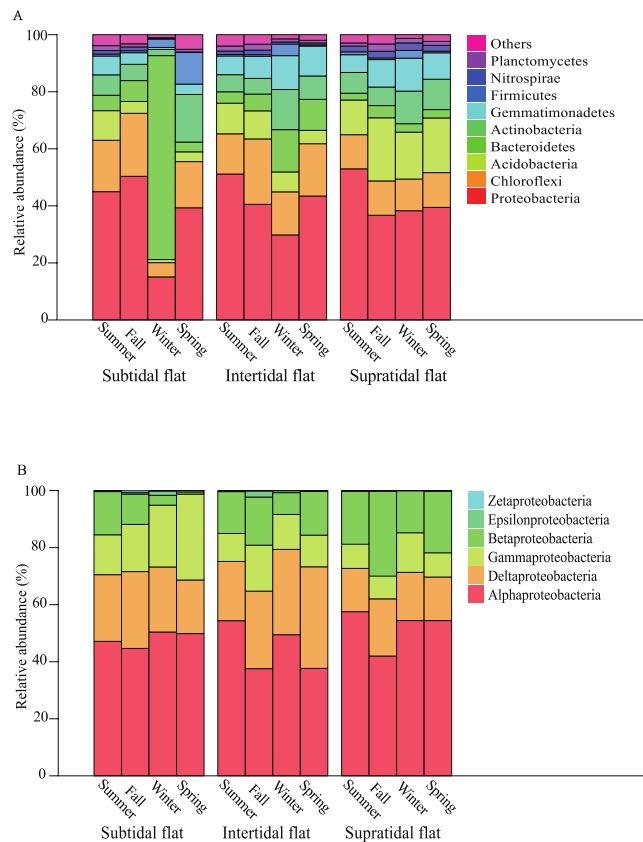 A
100
80
60
40
20
0
Relative abundance (%)
Others
Planctomycetes
Nitrospirae
Firmicutes
Gemmatimonadetes
Actinobacteria
Bacteroidetes
Acidobacteria
Chloroflexi
Proteobacteria
Summer Fall Winter Spring Summer Fall Winter Spring Summer Fall Winter Spring
Subtidal flat Intertidal flat Supratidal flat
B
100
80
60
40
20
0
Relative abundance (%)
Zetaproteobacteria
Epsilonproteobacteria
Betaproteobacteria
Gammaproteobacteria
Deltaproteobacteria
Alphaproteobacteria
Summer Fall Winter Spring Summer Fall Winter Spring Summer Fall Winter Spring
Subtidal flat Intertidal flat Supratidal flat